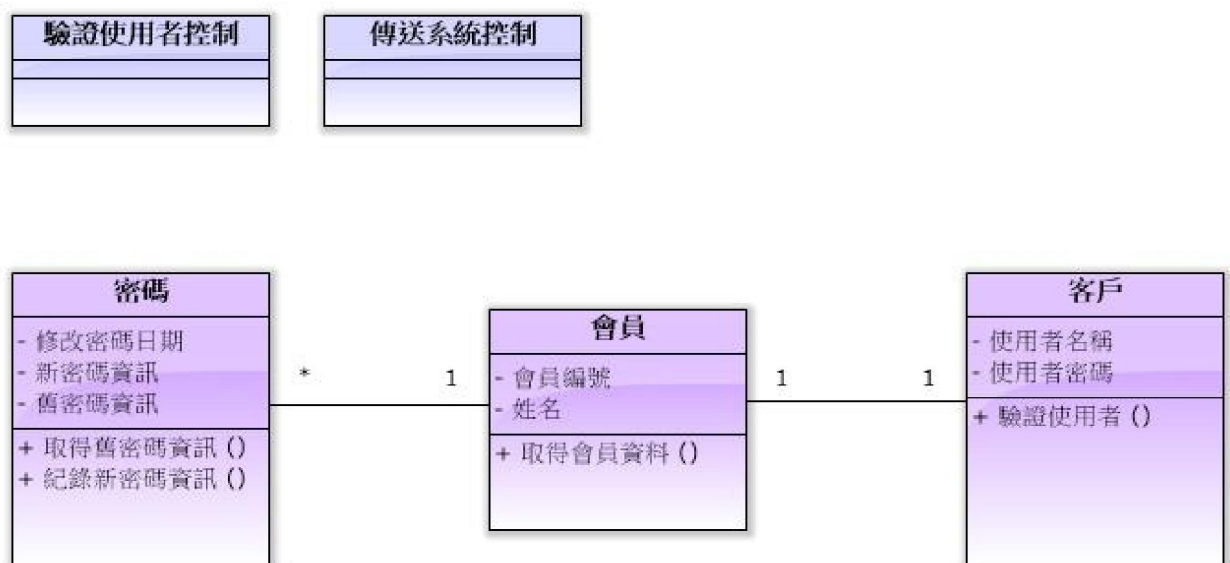 驗證使用者控制
傳送系統控制
密碼
- 修改密碼日期
- 新密碼資訊
- 舊密碼資訊
+ 取得舊密碼資訊 ()
+ 紀錄新密碼資訊 ()
*
1
會員
- 會員編號
- 姓名
+ 取得會員資料 ()
1
1
客戶
- 使用者名稱
- 使用者密碼
+ 驗證使用者 ()